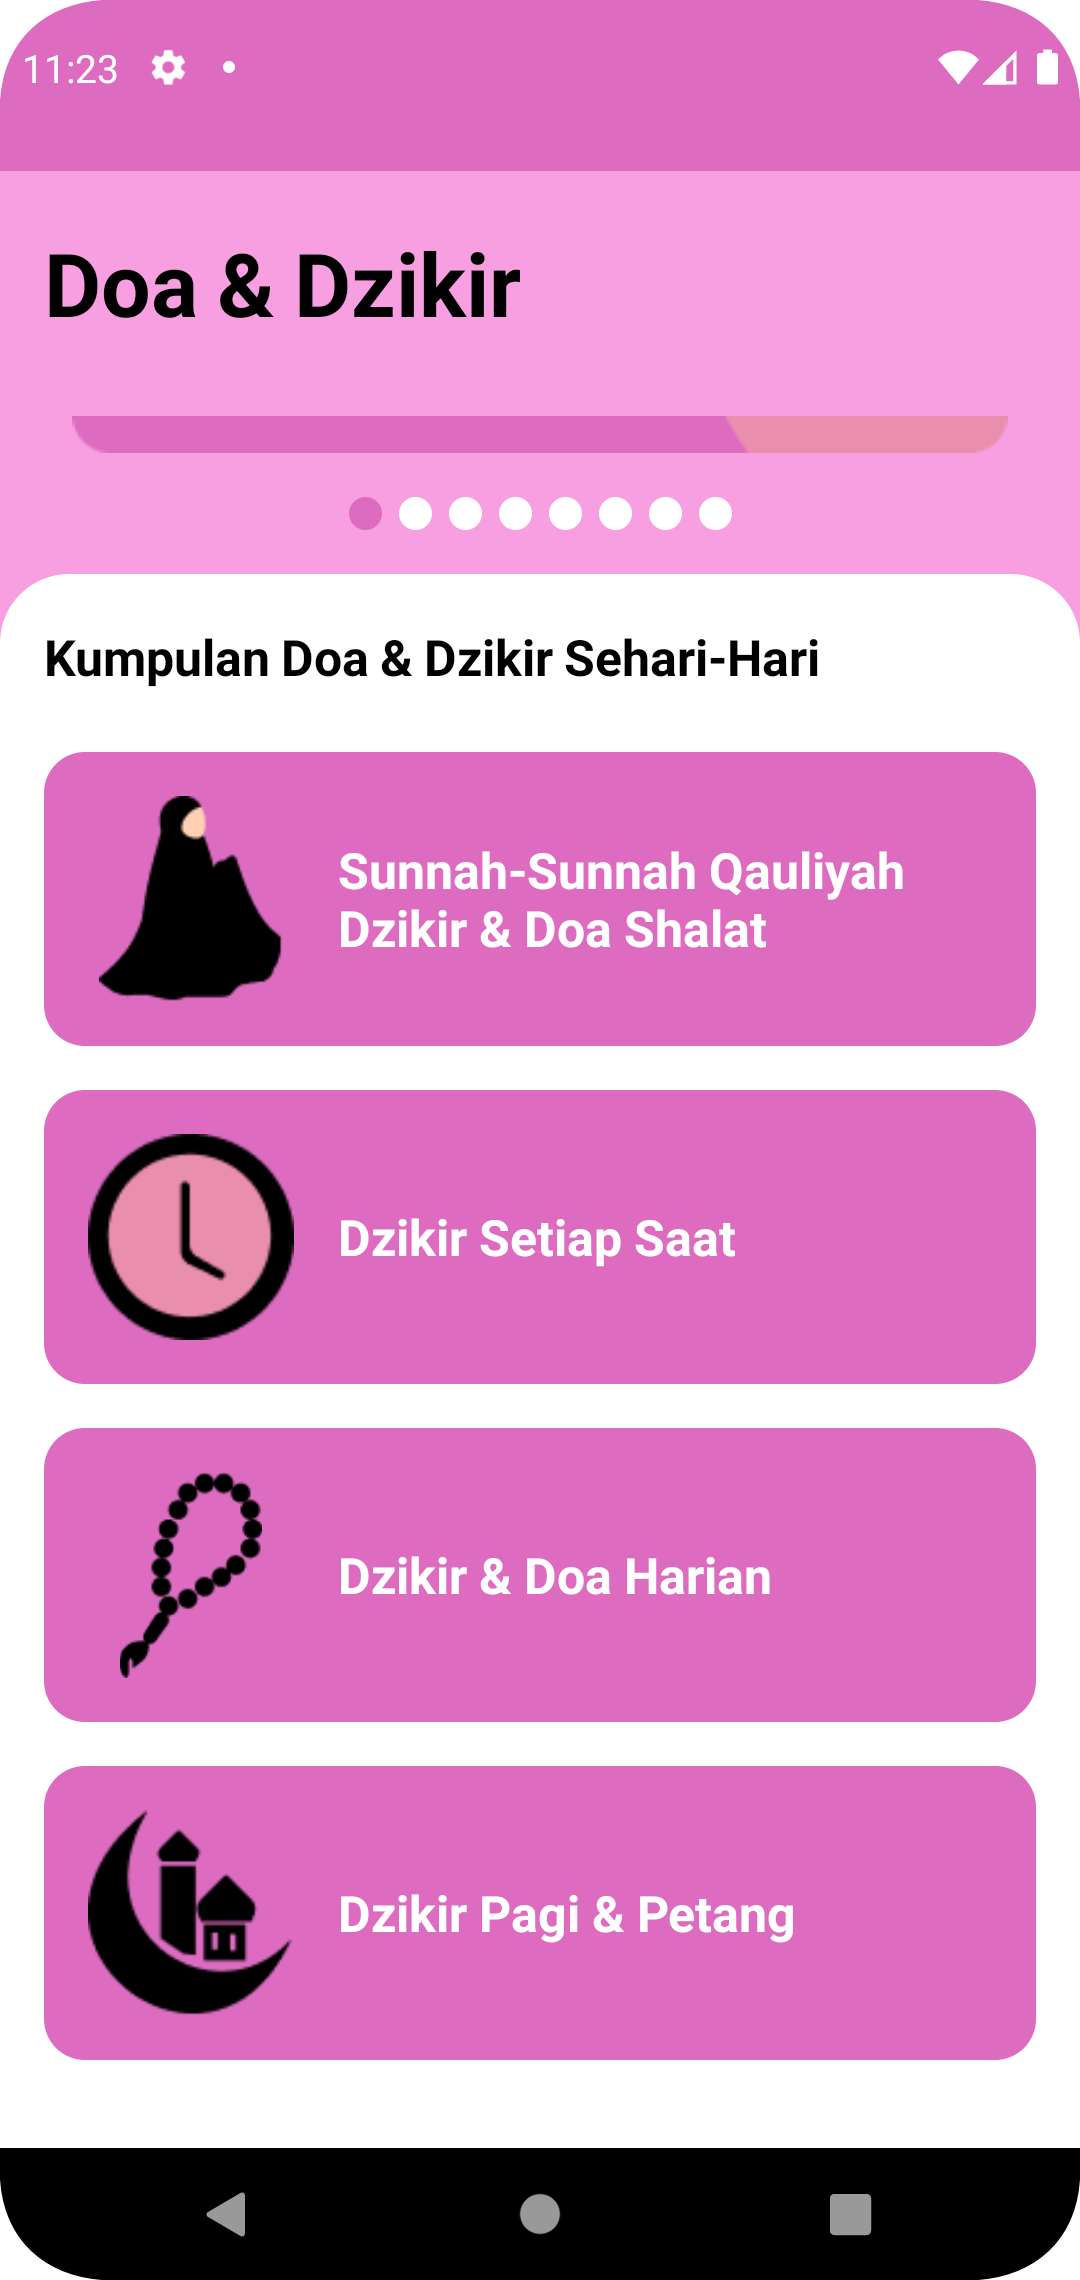 11:23
Doa & Dzikir
Kumpulan Doa & Dzikir Sehari-Hari
Sunnah-Sunnah Qauliyah
Dzikir & Doa Shalat
Dzikir Setiap Saat
Dzikir & Doa Harian
Dzikir Pagi & Petang